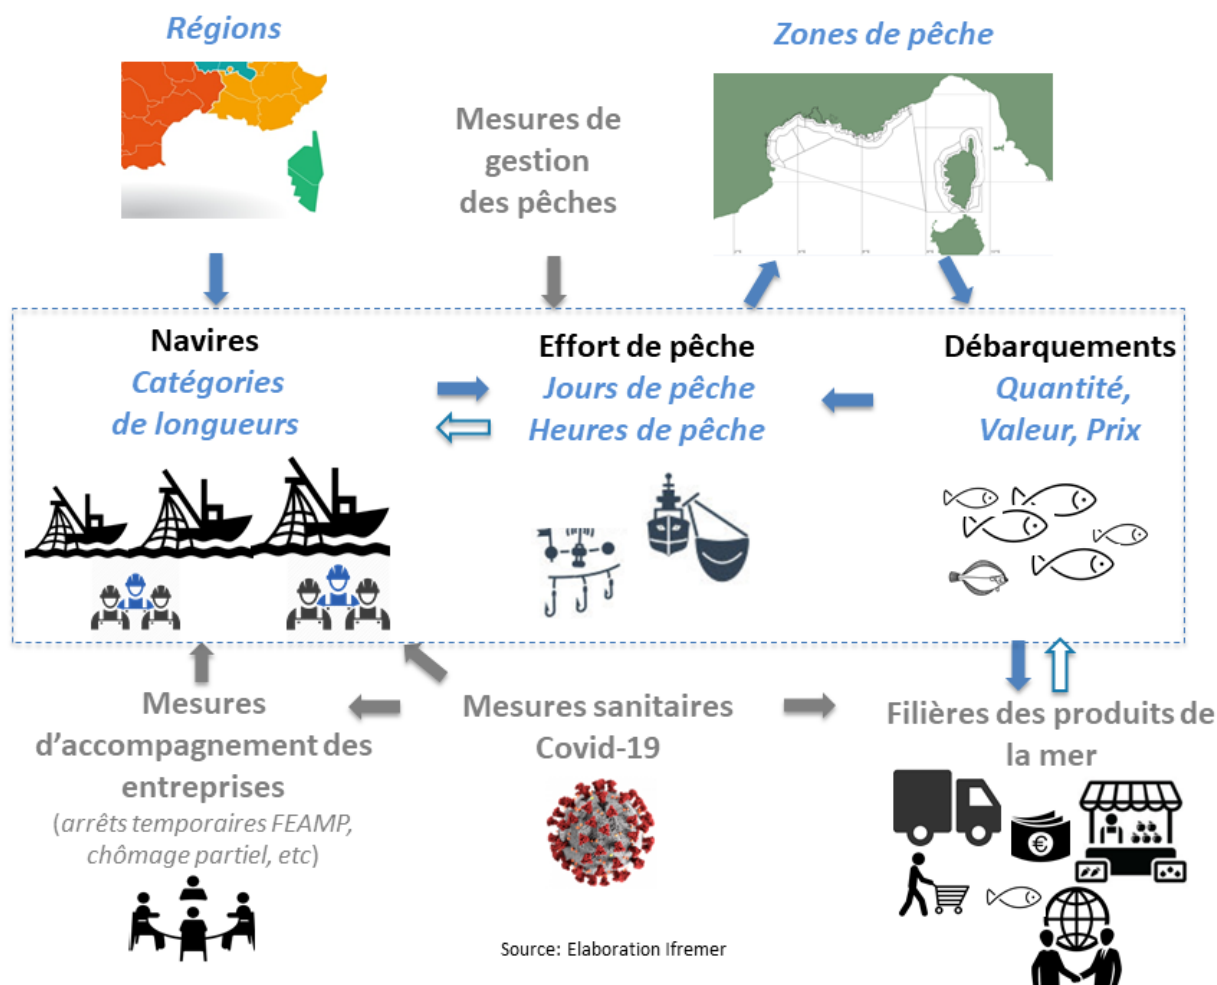 Régions
Zones de pêche
Mesures de
gestion
des pêches
Navires
Catégories
de longueurs
Effort de pêche
Jours de pêche
Heures de pêche
Débarquements
Quantité,
Valeur, Prix
Mesures
d'accompagnement des
entreprises
(arrêts temporaires FEAMP,
chômage partiel, etc)
Mesures sanitaires
Covid-19
Filières des produits de
la mer
€
Source: Elaboration Ifremer